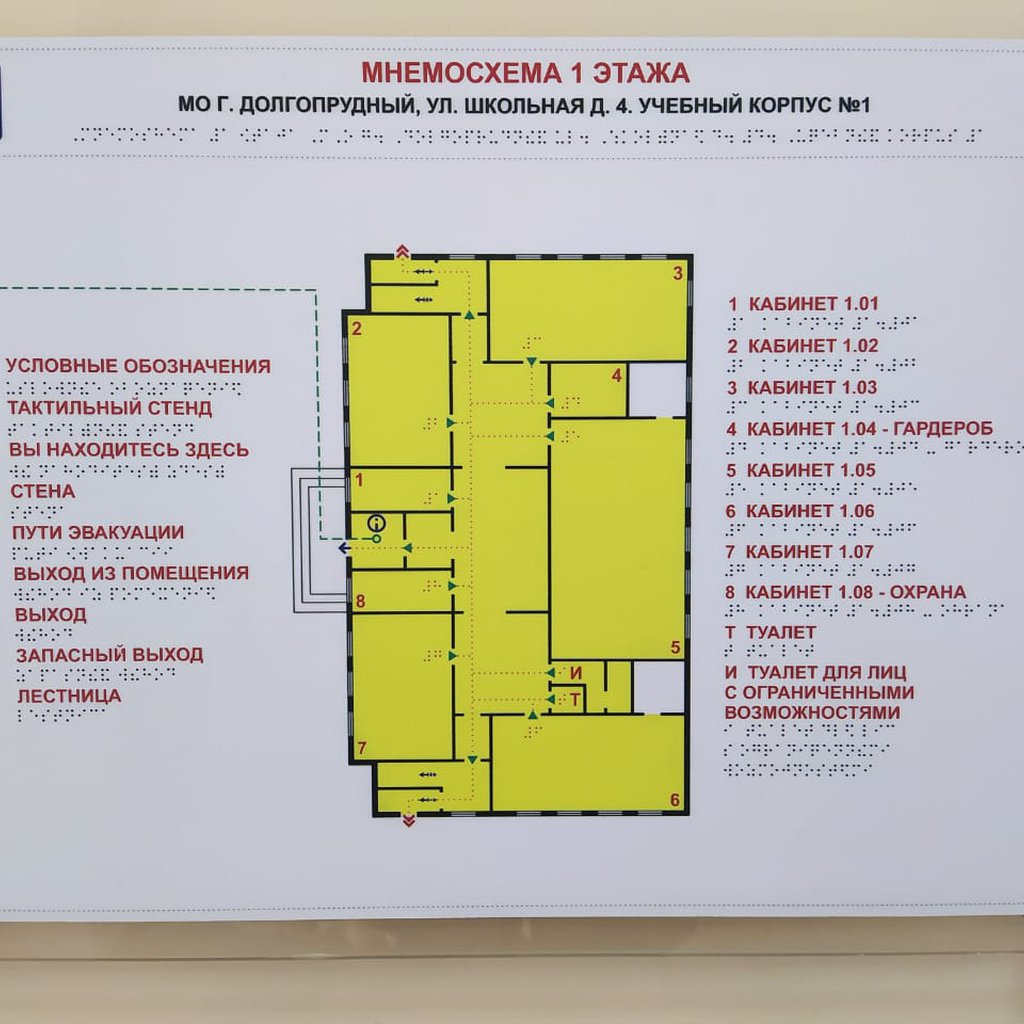 МНЕМОСХЕМА 1 ЭТАЖА
МО Г. ДОЛГОПРУДНЫЙ, УЛ. ШКОЛЬНАЯ Д. 4. УЧЕБНЫЙ КОРПУС №1
УСЛОВНЫЕ ОБОЗНАЧЕНИЯ
ТАКТИЛЬНЫЙ СТЕНД
ВЫ НАХОДИТЕСЬ ЗДЕСЬ
СТЕНА
ПУТИ ЭВАКУАЦИИ
ВЫХОД ИЗ ПОМЕЩЕНИЯ
ВЫХОД
ЗАПАСНЫЙ ВЫХОД
ЛЕСТНИЦА
3
2
4
1
8
5
И
Т
7
6
1 КАБИНЕТ 1.01
2 КАБИНЕТ 1.02
3 КАБИНЕТ 1.03
4 КАБИНЕТ 1.04 - ГАРДЕРОБ
5 КАБИНЕТ 1.05
6 КАБИНЕТ 1.06
7 КАБИНЕТ 1.07
8 КАБИНЕТ 1.08 - ОХРАНА
Т ТУАЛЕТ
И ТУАЛЕТ ДЛЯ ЛИЦ
С ОГРАНИЧЕННЫМИ
ВОЗМОЖНОСТЯМИ